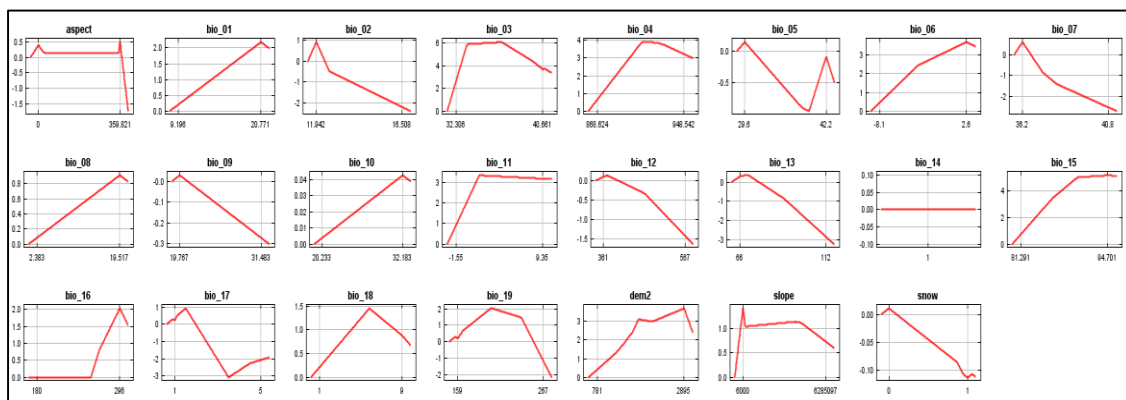 aspect bio_01 bio_02 bio_03 bio_04 bio_05 bio_06 bio_07
0.5 0.0 -0.5 -1.0 -1.5 2.0 1.5 1.0 0.5 0.0 1 0 -1 -2 6 4 2 0 4 3 2 1 0 0.0 -0.5 3 2 1 0 0 -1 -2
0 359.821 9.196 20.771 11.942 16.508 32.306 40.661 868.624 948.542 29.6 42.2 -8.1 2.6 36.2 40.8
bio_08 bio_09 bio_10 bio_11 bio_12 bio_13 bio_14 bio_15
0.8 0.6 0.4 0.2 0.0 -0.0 -0.1 -0.2 -0.3 0.04 0.03 0.02 0.01 0.00 3 2 1 0 0.0 -0.5 -1.0 -1.5 0 -1 -2 -3 0.10 0.05 0.00 -0.05 -0.10 4 2 0
2.383 19.517 19.767 31.483 20.233 32.183 -1.55 9.35 361 567 66 112 1 81.291 94.701
bio_16 bio_17 bio_18 bio_19 dem2 slope snow
2.0 1.5 1.0 0.5 0.0 1 0 -1 -2 -3 1.5 1.0 0.5 0.0 2 1 0 -1 -2 3 2 1 0 1.0 0.5 0.0 0.00 -0.05 -0.10
180 296 1 5 1 9 159 267 781 2895 6000 6285097 0 1